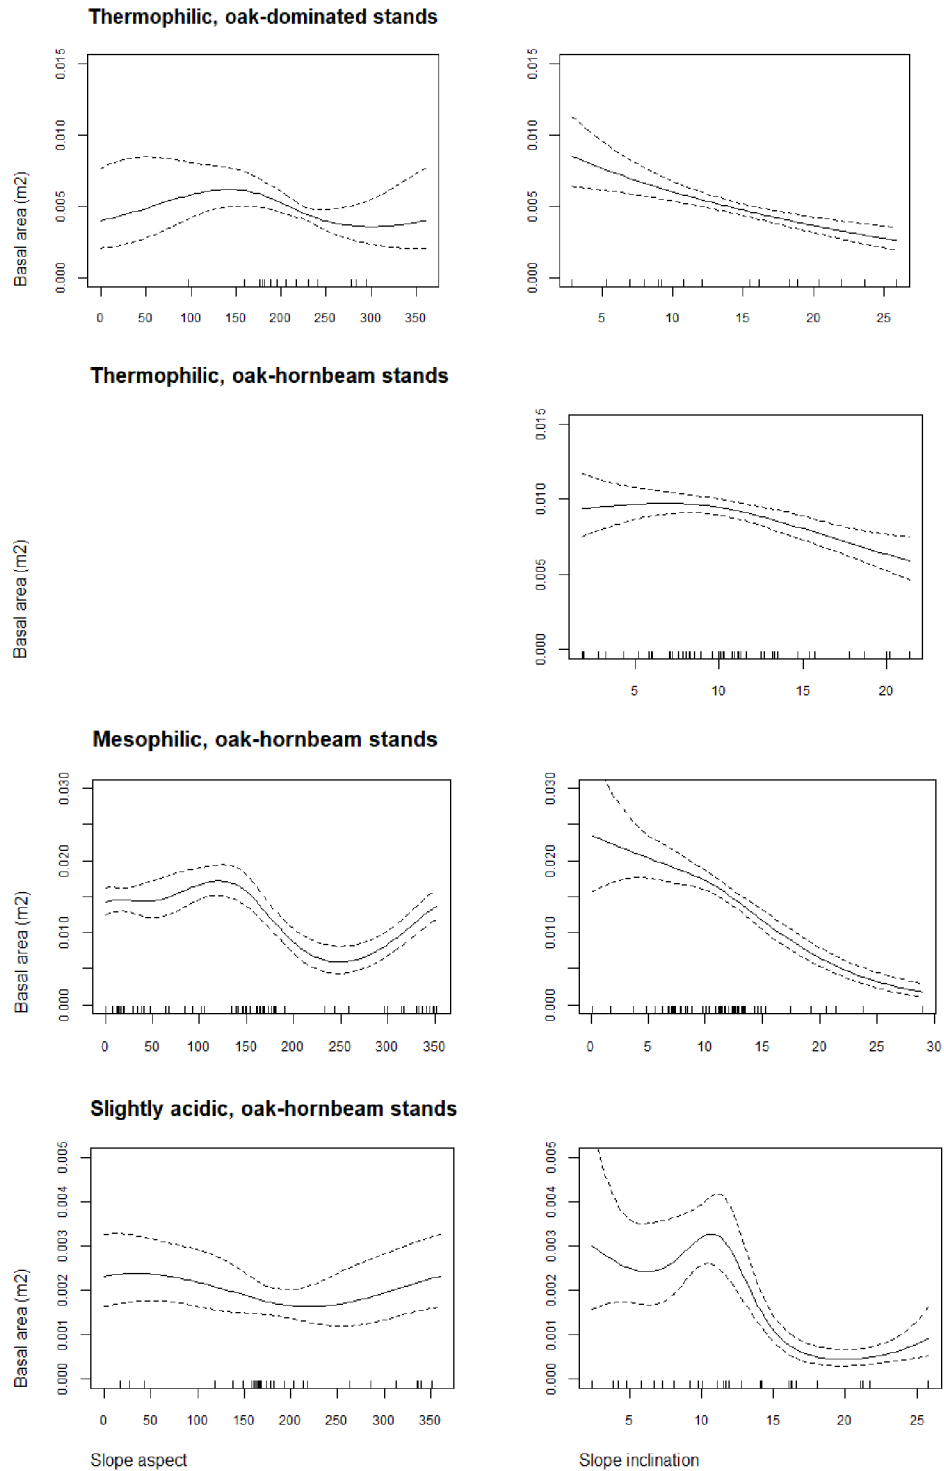 Thermophilic, oak-dominated stands
Basal area (m2)
0.000 0.005 0.010 0.015
0 50 100 150 200 250 300 350
0.000 0.005 0.010 0.015
5 10 15 20 25
Thermophilic, oak-hornbeam stands
Basal area (m2)
0.000 0.005 0.010 0.015
5 10 15 20
Mesophilic, oak-hornbeam stands
Basal area (m2)
0.000 0.010 0.020 0.030
0 50 100 150 200 250 300 350
0.000 0.010 0.020 0.030
0 5 10 15 20 25 30
Slightly acidic, oak-hornbeam stands
Basal area (m2)
0.000 0.001 0.002 0.003 0.004 0.005
0 50 100 150 200 250 300 350
0.000 0.001 0.002 0.003 0.004 0.005
5 10 15 20 25
Slope aspect
Slope inclination